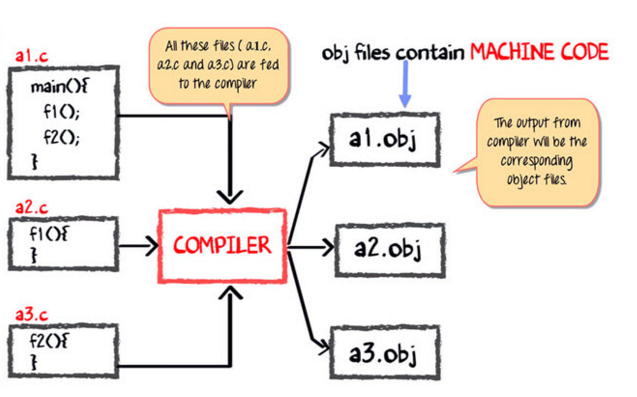 a1.c
main(){
f1();
f2();
}
a2.c
f1(){
}
a3.c
f2(){
}
All these files ( a1.c,
a2.c and a3.c) are fed
to the compiler
COMPILER
obj files contain MACHINE CODE
a1.obj
a2.obj
a3.obj
The output from
compiler will be the
corresponding
object files.